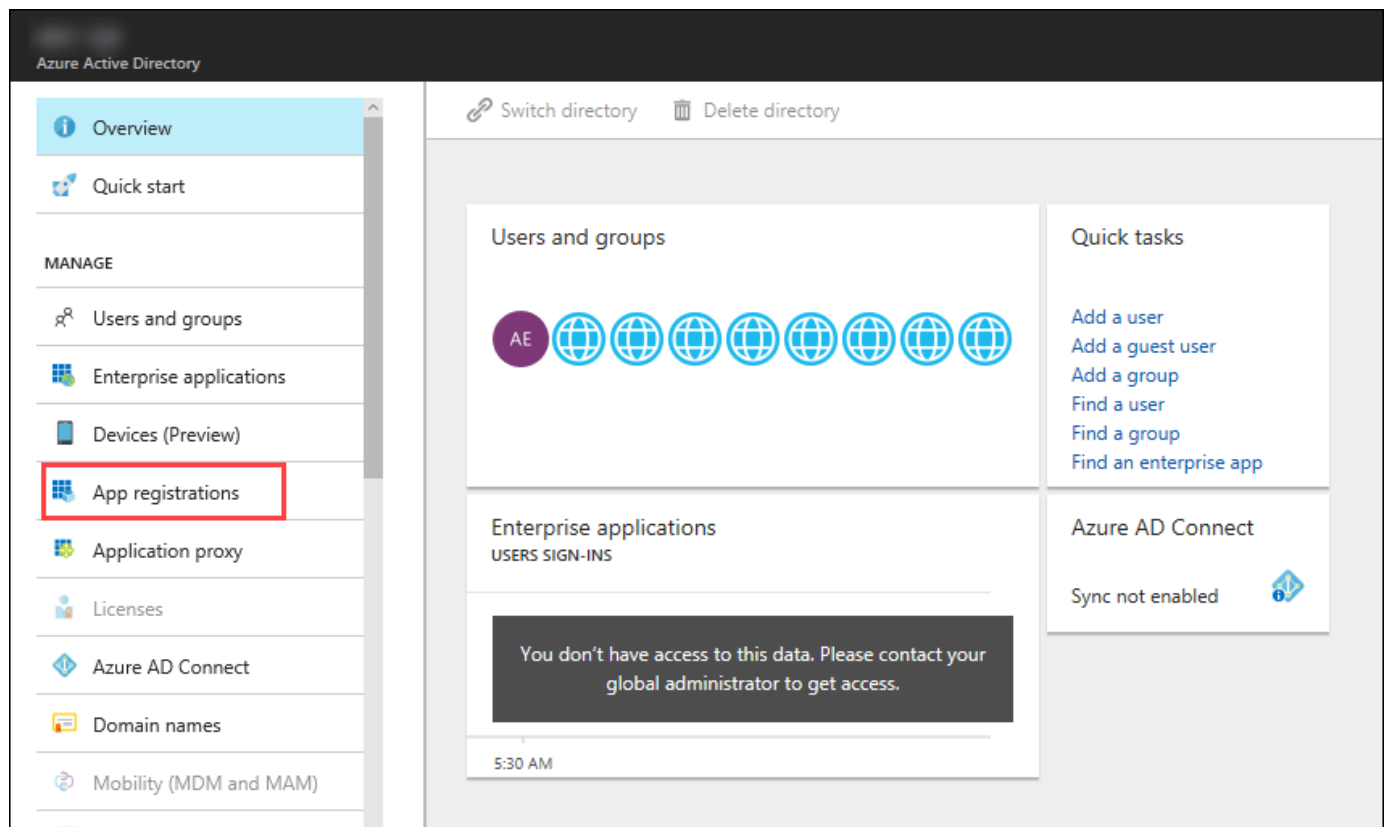 Azure Active Directory
Overview
Quick start
MANAGE
Users and groups
Enterprise applications
Devices (Preview)
App registrations
Application proxy
Licenses
Azure AD Connect
Domain names
Mobility (MDM and MAM)
Switch directory
Delete directory
Users and groups
AE
Quick tasks
Add a user
Add a guest user
Add a group
Find a user
Find a group
Find an enterprise app
Enterprise applications
USERS SIGN-INS
You don't have access to this data. Please contact your
global administrator to get access.
5:30 AM
Azure AD Connect
Sync not enabled